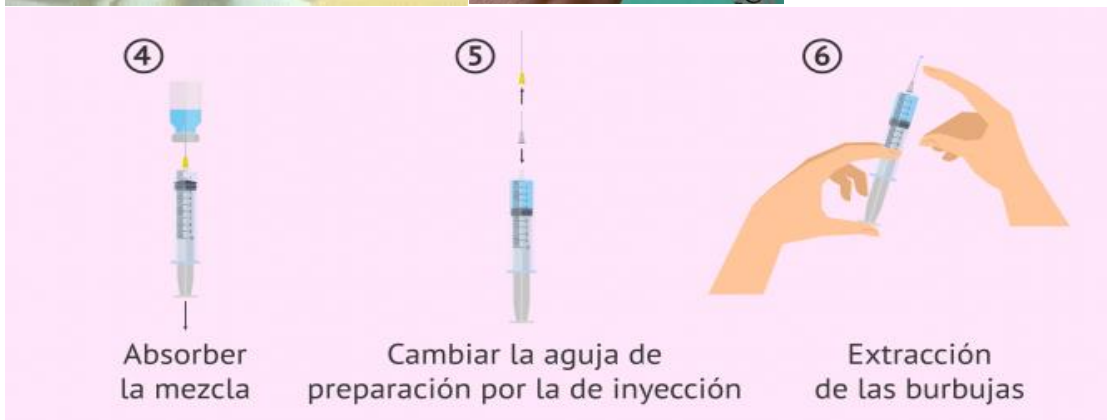 ④
⑤
⑥
Absorber
la mezcla
Cambiar la aguja de
preparación por la de inyección
Extracción
de las burbujas